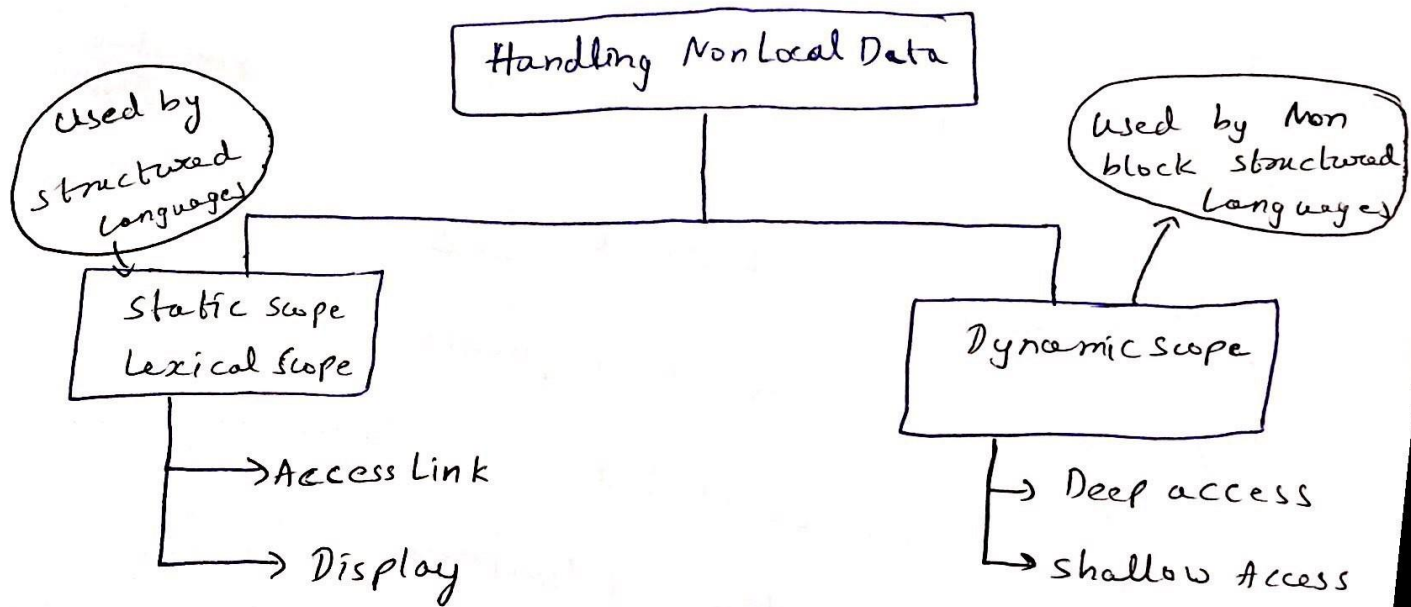 Handling NonLocal Data
Used by
structured
Languages
Used by Non
block structured
Languages
Static scope
Lexical Scope
Dynamic scope
Access Link
Display
Deep access
Shallow Access